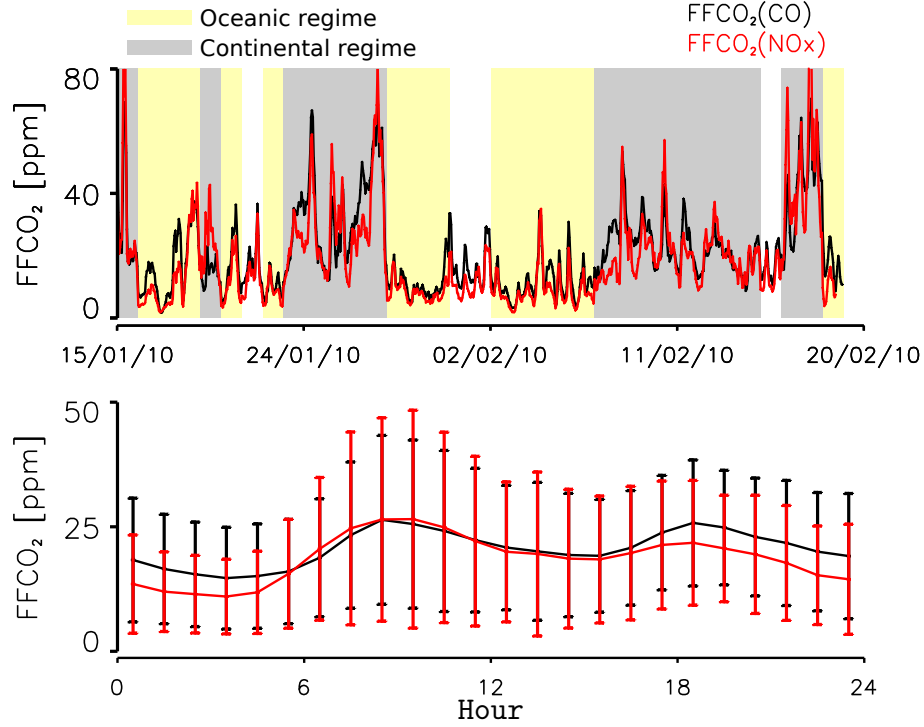 Oceanic regime
Continental regime
FFCO₂(CO)
FFCO₂(NOx)
FFCO₂ [ppm]
80
40
0
15/01/10 24/01/10 02/02/10 11/02/10 20/02/10
FFCO₂ [ppm]
50
25
0
0 6 12 18 24
Hour